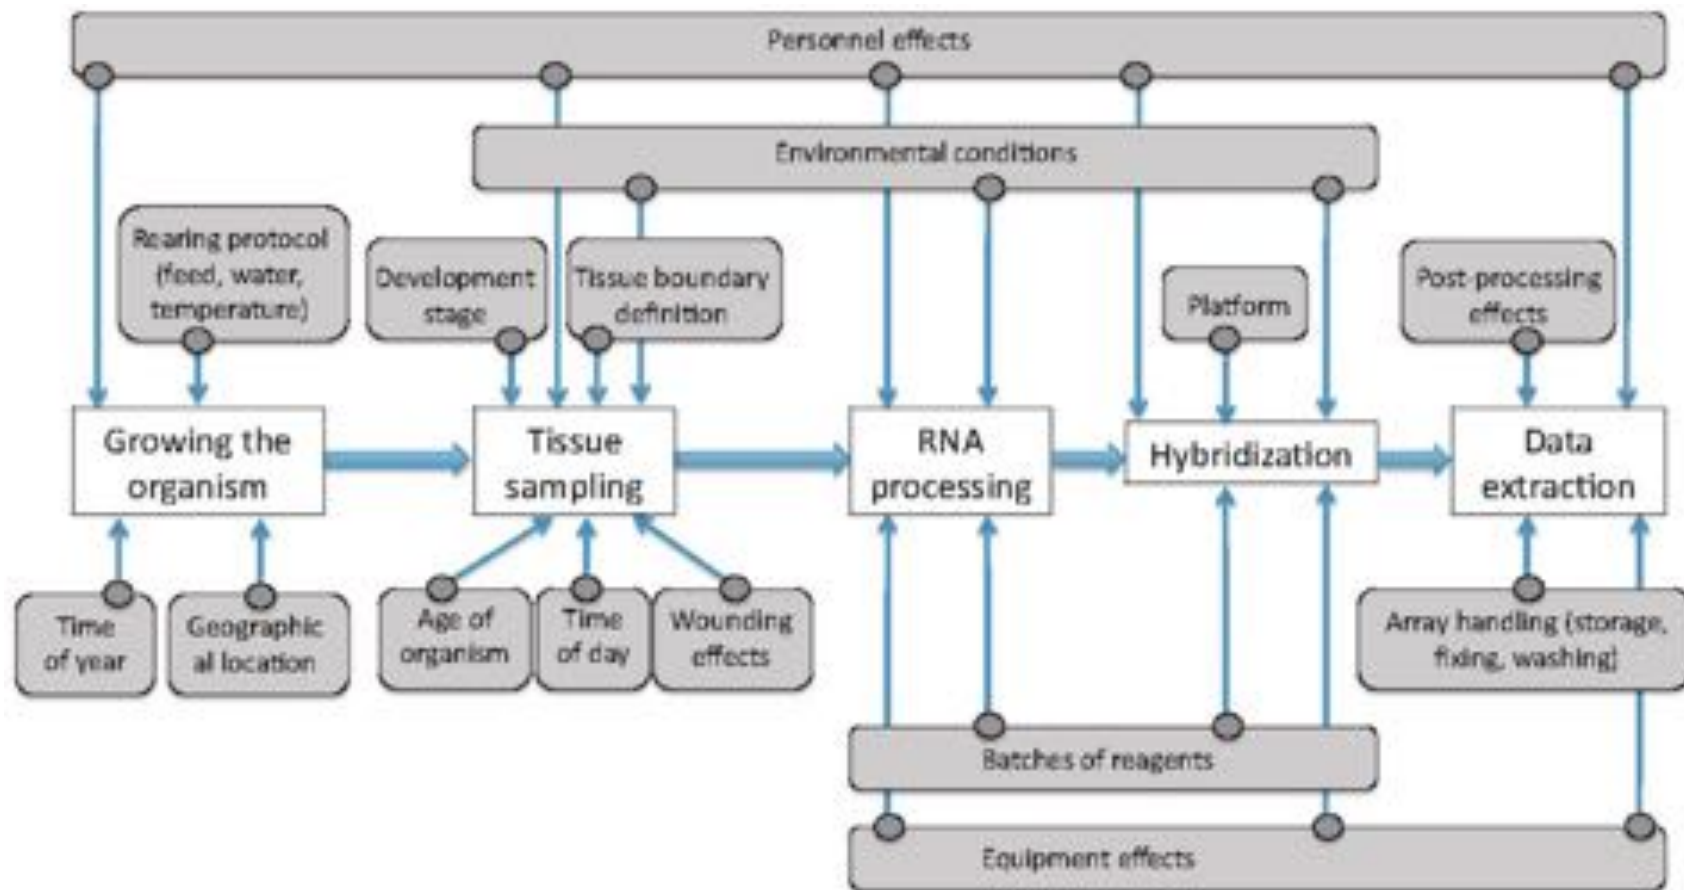 Personnel effects
Environmental conditions
Rearing protocol
(feed, water,
temperature)
Development
stage
Tissue boundary
definition
Platform
Post-processing
effects
Growing the
organism
Tissue
sampling
RNA
processing
Hybridization
Data
extraction
Time
of year
Geographic
al location
Age of
organism
Time
of day
Wounding
effects
Array handling (storage,
fixing, washing)
Batches of reagents
Equipment effects